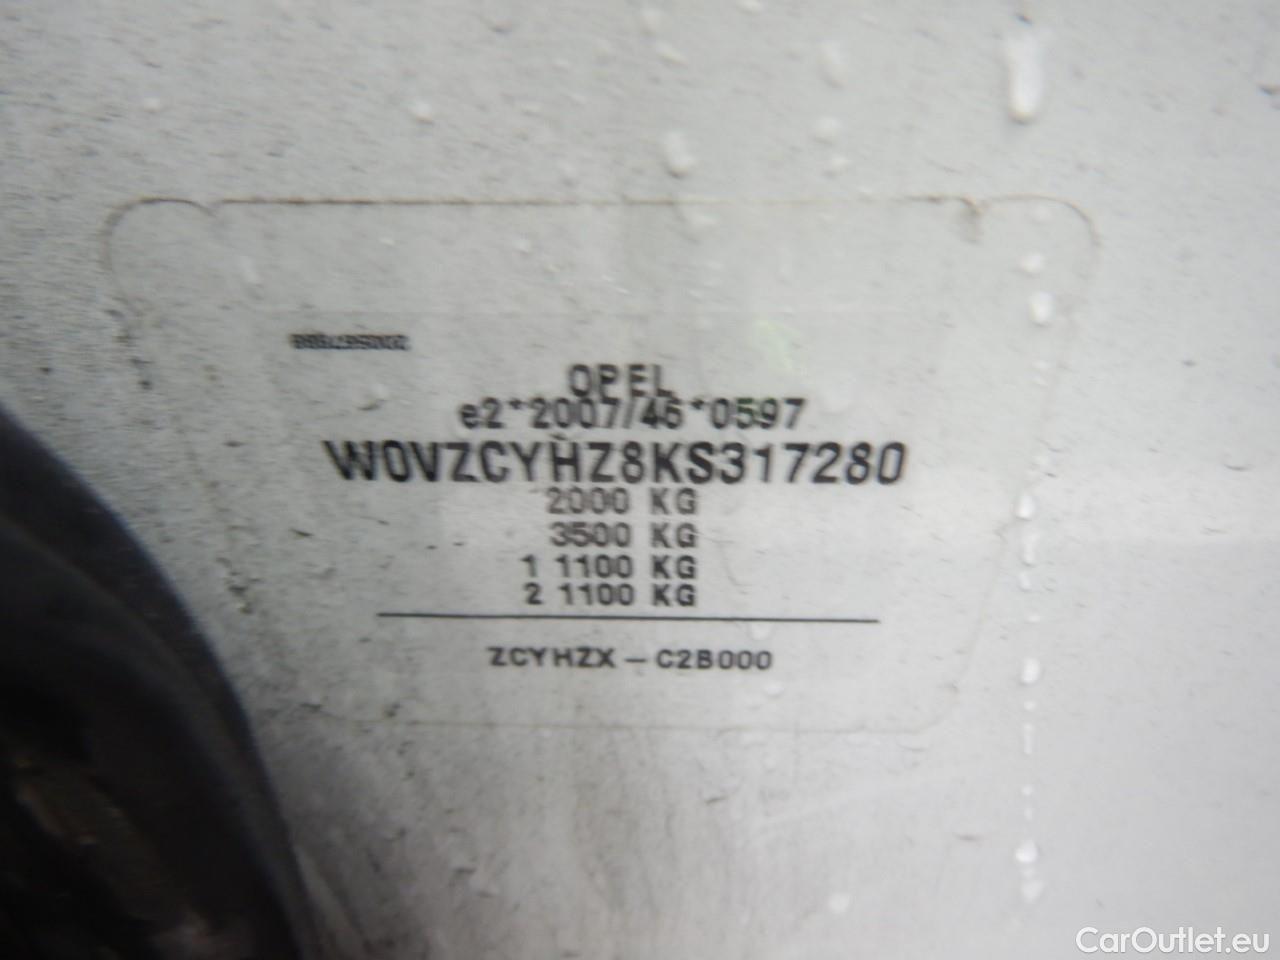 OPEL
e2*2007/46*0597
W0VZCYHZ8KS317280
2000 KG
3500 KG
1 1100 KG
2 1100 KG
ZCYHZX - C2B000
CarOutlet.eu